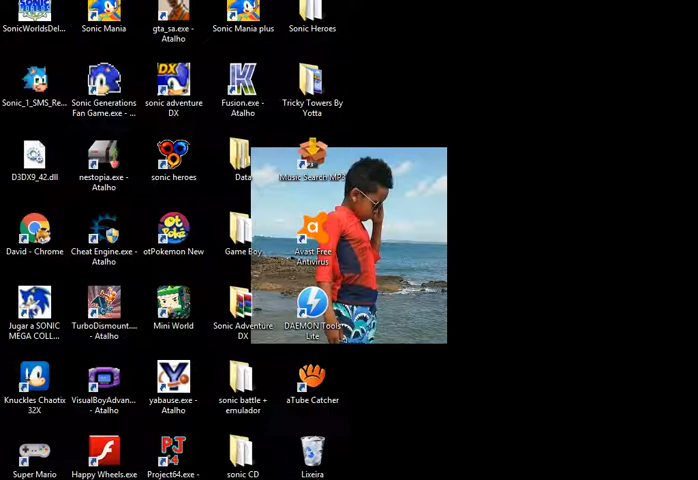 SonicWorldsDel...
Sonic Mania
gta_sa.exe -
Atalho
Sonic Mania plus
Sonic Heroes
Sonic_1_SMS_Re...
Sonic Generations
Fan Game.exe - ...
sonic adventure
DX
Fusion.exe -
Atalho
Tricky Towers By
Yotta
D3DX9_42.dll
nestopia.exe -
Atalho
sonic heroes
Data
Music Search MP3
David - Chrome
Cheat Engine.exe -
Atalho
otPokemon New
Game Boy
Avast Free
Antivirus
Jugar a SONIC
MEGA COLL...
TurboDismount....
- Atalho
Mini World
Sonic Adventure
DX
DAEMON Tools
Lite
Knuckles Chaotix
32X
VisualBoyAdvan...
- Atalho
yabause.exe -
Atalho
sonic battle +
emulador
aTube Catcher
Super Mario
Happy Wheels.exe
Project64.exe -
sonic CD
Lixeira